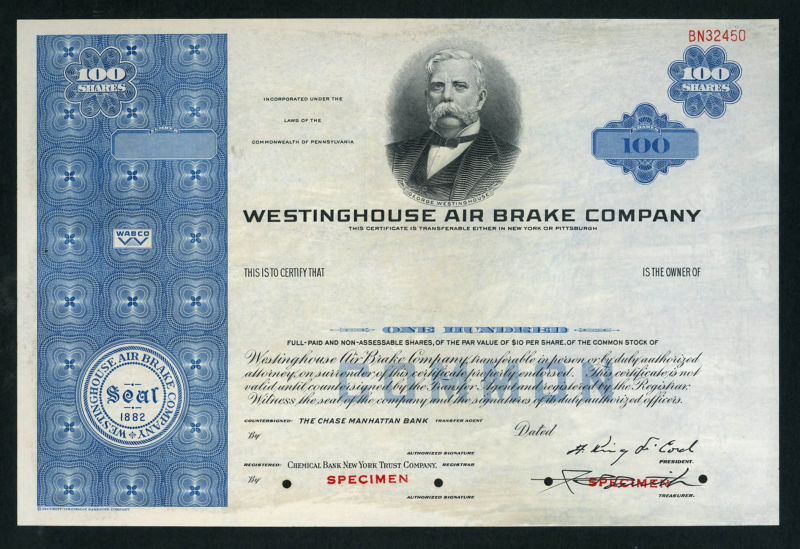 BN32450
100
SHARES
100
SHARES
NUMBER
SHARES
100
INCORPORATED UNDER THE
LAWS OF THE
COMMONWEALTH OF PENNSYLVANIA
GEORGE WESTINGHOUSE
WABCO
W
WESTINGHOUSE AIR BRAKE COMPANY
THIS CERTIFICATE IS TRANSFERABLE EITHER IN NEW YORK OR PITTSBURGH
THIS IS TO CERTIFY THAT
IS THE OWNER OF
ONE HUNDRED
FULL-PAID AND NON-ASSESSABLE SHARES, OF THE PAR VALUE OF $10 PER SHARE, OF THE COMMON STOCK OF
Westinghouse Air Brake Company, transferable in person or by duly authorized
attorney, on surrender of this certificate properly endorsed. This certificate is not
valid until countersigned by the Transfer Agent and registered by the Registrar.
Witness the seal of the company and the signatures of its duly authorized officers.
SPECIMEN
WESTINGHOUSE AIR BRAKE COMPANY
Seal
1882
COUNTERSIGNED: THE CHASE MANHATTAN BANK TRANSFER AGENT
By
Dated
AUTHORIZED SIGNATURE
PRESIDENT.
REGISTERED: CHEMICAL BANK NEW YORK TRUST COMPANY, REGISTRAR
By
SPECIMEN
SPECIMEN
AUTHORIZED SIGNATURE
TREASURER.